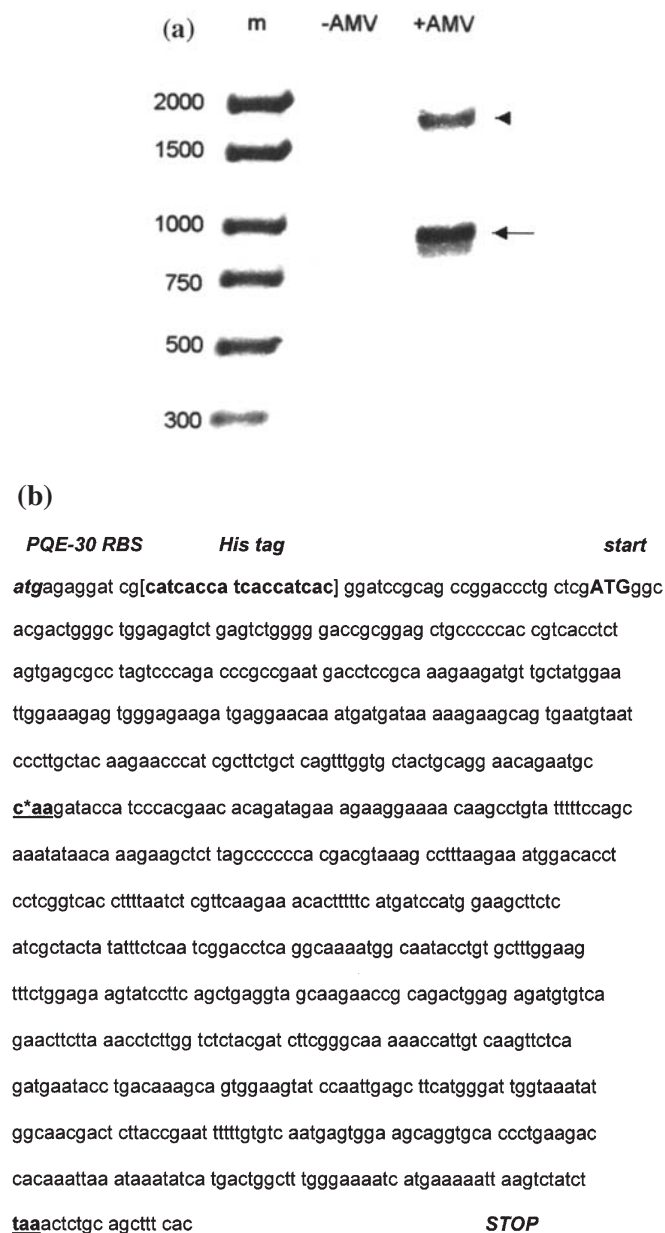 (a) m -AMV +AMV
2000
1500
1000
750
500
300
(b)
PQE-30 RBS His tag start
atgagaggat cg[catcacca tcaccatcac] ggatccgcag ccggaccctg ctcgATGggc
acgactgggc tggagagtct gagtctgggg gaccgcggag ctgcccccac cgtcacctct
agtgagcgcc tagtcccaga cccgccgaat gacctccgca aagaagatgt tgctatggaa
ttggaaagag tgggagaaga tgaggaacaa atgatgataa aaagaagcag tgaatgtaat
cccttgctac aagaacccat cgcttctgct cagtttggtg ctactgcagg aacagaatgc
c*aagatacca tcccacgaac acagatagaa agaaggaaaa caagcctgta tttttccagc
aaatataaca aagaagctct tagcccccca cgacgtaaag cctttaagaa atggacacct
cctcggtcac cttttaatct cgttcaagaa acactttttc atgatccatg gaagcttctc
atcgctacta tatttctcaa tcggacctca ggcaaaatgg caatacctgt gctttggaag
tttctggaga agtatccttc agctgaggta gcaagaaccg cagactggag agatgtgtca
gaacttctta aacctcttgg tctctacgat cttcgggcaa aaaccattgt caagttctca
gatgaatacc tgacaaagca gtggaagtat ccaattgagc ttcatgggat tggtaaatat
ggcaacgact cttaccgaat tttttgtgtc aatgagtgga agcaggtgca ccctgaagac
cacaaattaa ataaatatca tgactggctt tgggaaaatc atgaaaaatt aagtctatct
taaactctgc agcttt cac STOP